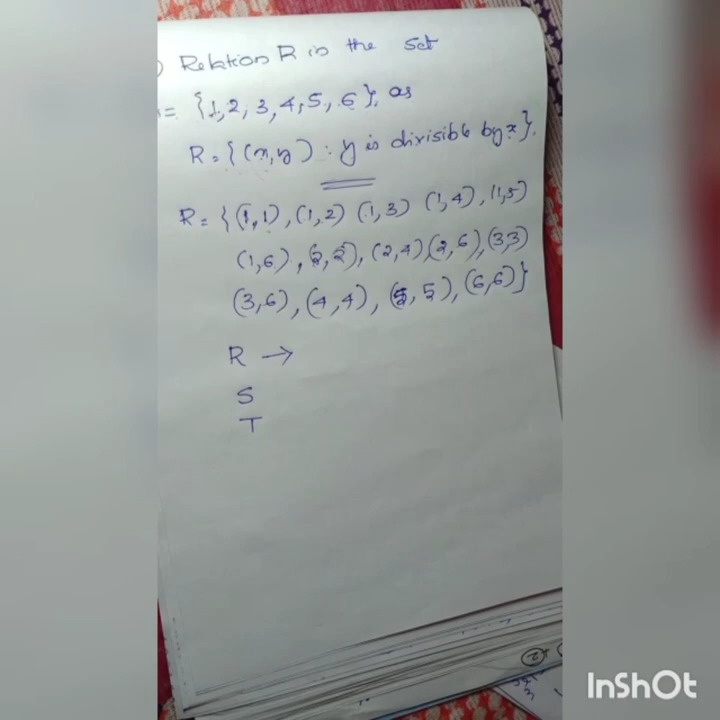 ) Relation R in the set
= {1, 2, 3, 4, 5, 6}, as
R = {(x, y) : y is divisible by x}.
R = {(1, 1), (1, 2) (1, 3) (1, 4), (1, 5)
(1, 6), (2, 2), (2, 4) (2, 6), (3, 3)
(3, 6), (4, 4), (5, 5), (6, 6)}
R →
S
T
InShOt